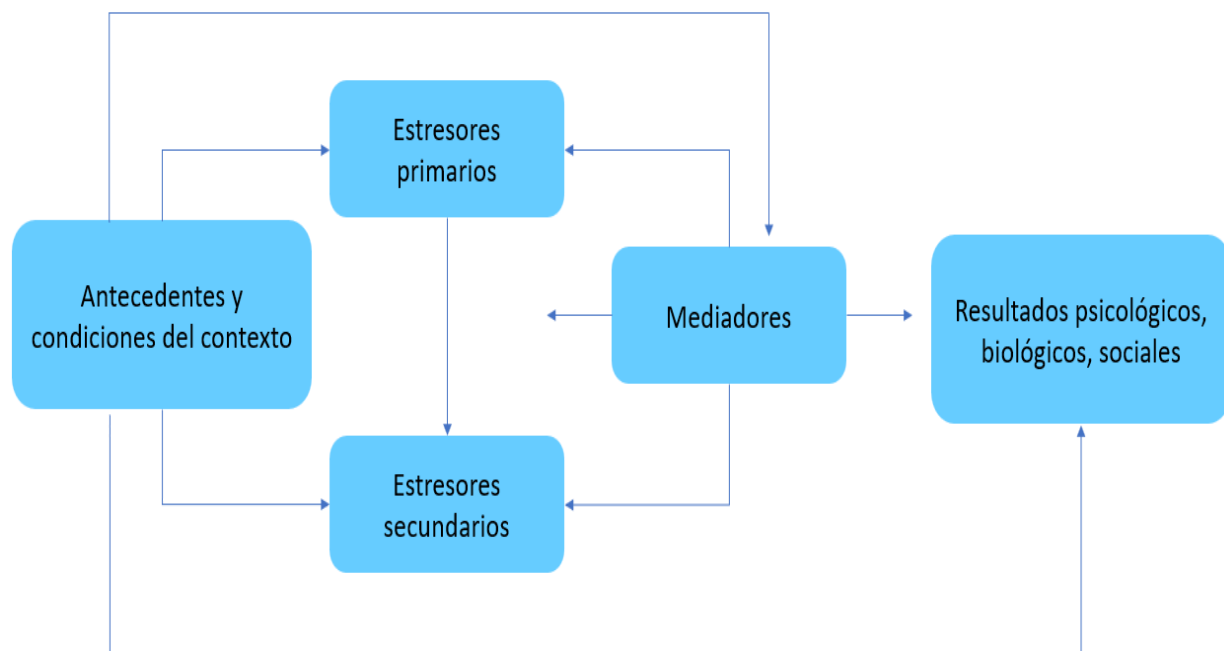 Estresores
primarios
Antecedentes y
condiciones del contexto
Mediadores
Resultados psicológicos,
biológicos, sociales
Estresores
secundarios